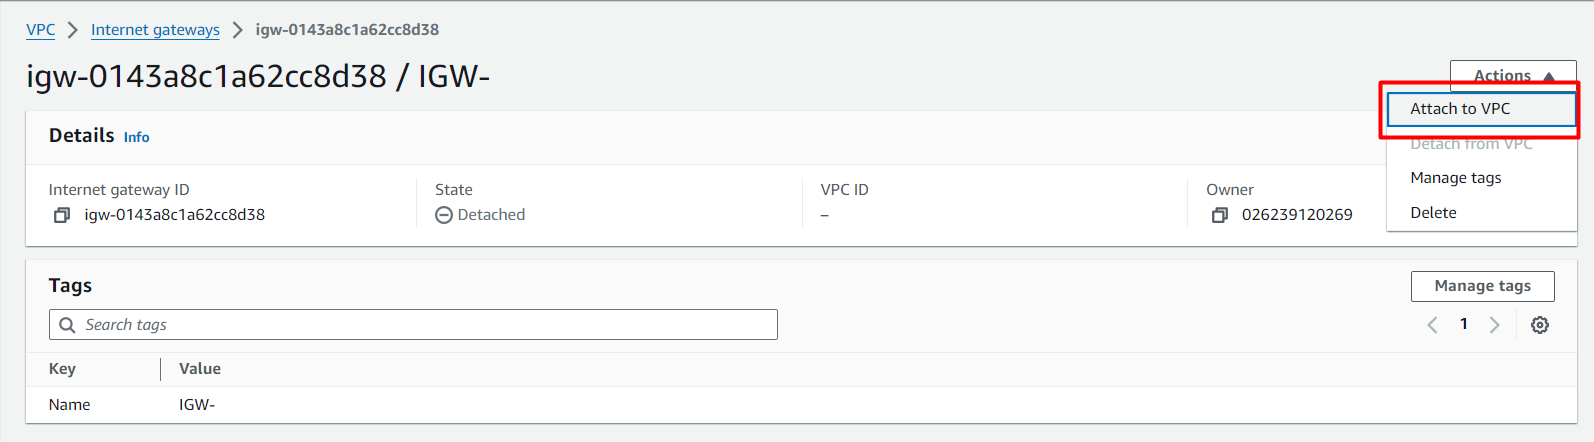 VPC > Internet gateways > igw-0143a8c1a62cc8d38
igw-0143a8c1a62cc8d38 / IGW-
Actions
Attach to VPC
Detach from VPC
Manage tags
Delete
Details Info
Internet gateway ID
igw-0143a8c1a62cc8d38
State
Detached
VPC ID
–
Owner
026239120269
Tags
Manage tags
Search tags
1
Key Value
Name IGW-